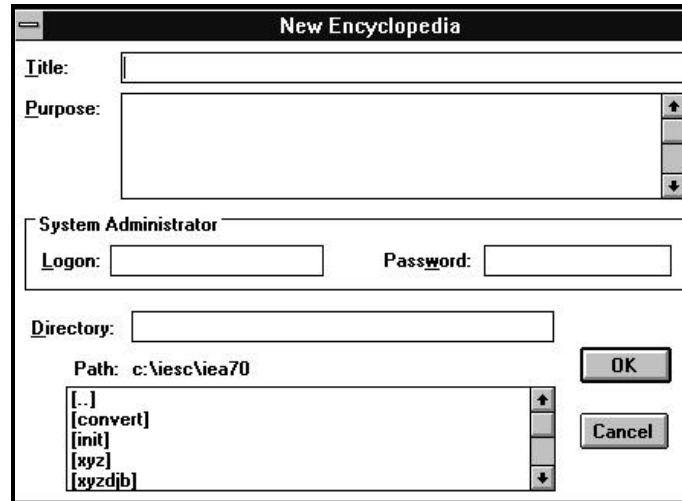 New Encyclopedia
Title:
Purpose:
System Administrator
Logon:
Password:
Directory:
Path: c:\iesc\iea70
OK
[..]
[convert]
[init]
[xyz]
[xyzdjb]
Cancel